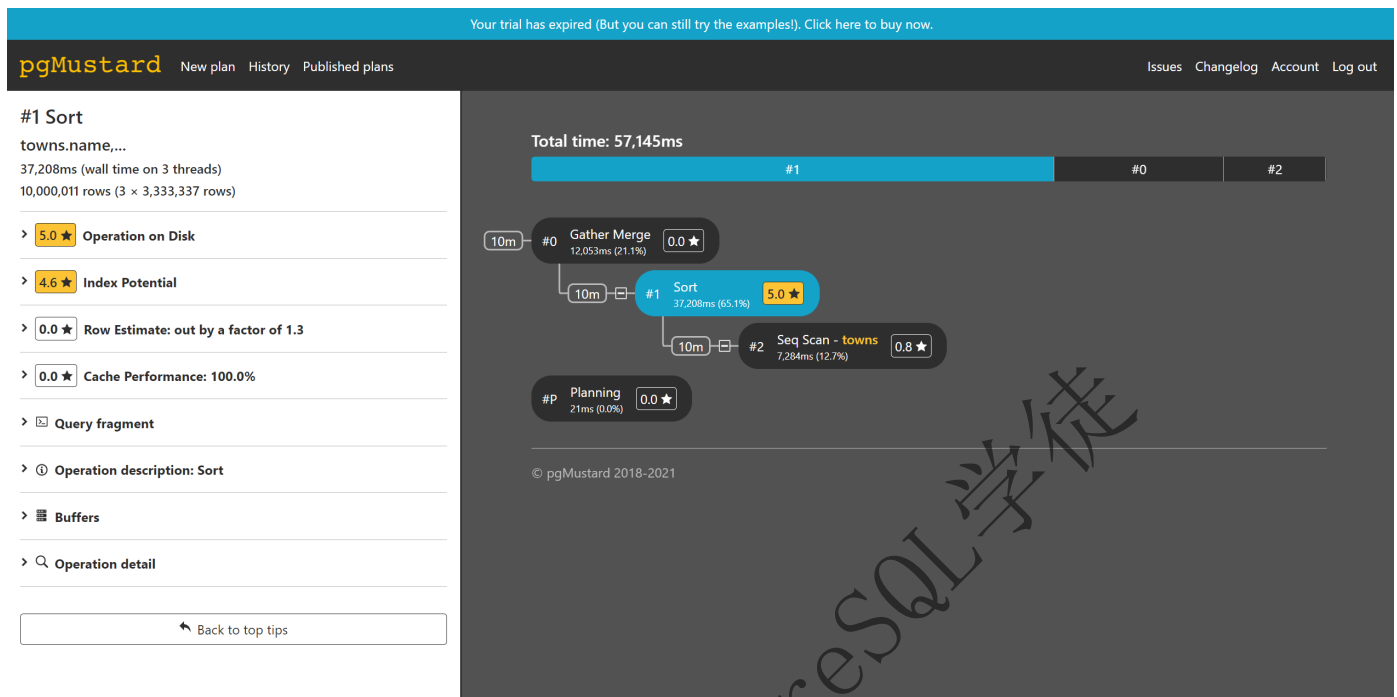 Your trial has expired (But you can still try the examples!). Click here to buy now.
pgMustard New plan History Published plans Issues Changelog Account Log out
#1 Sort
towns.name,...
37,208ms (wall time on 3 threads)
10,000,011 rows (3 × 3,333,337 rows)
5.0 ★ Operation on Disk
4.6 ★ Index Potential
0.0 ★ Row Estimate: out by a factor of 1.3
0.0 ★ Cache Performance: 100.0%
Query fragment
Operation description: Sort
Buffers
Operation detail
Back to top tips
Total time: 57,145ms
#1 #0 #2
10m #0 Gather Merge 0.0 ★
12,053ms (21.1%)
10m #1 Sort 5.0 ★
37,208ms (65.1%)
10m #2 Seq Scan - towns 0.8 ★
7,284ms (12.7%)
#P Planning 0.0 ★
21ms (0.0%)
© pgMustard 2018-2021
reSQL学徒